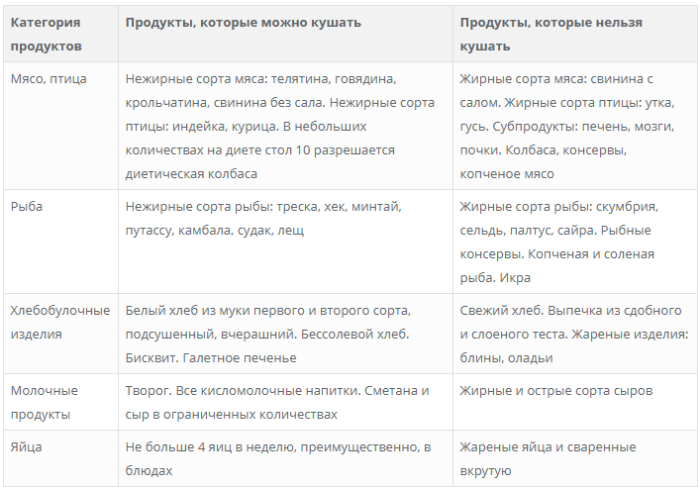 Категория
продуктов
Продукты, которые можно кушать
Продукты, которые нельзя
кушать
Мясо, птица
Нежирные сорта мяса: телятина, говядина,
крольчатина, свинина без сала. Нежирные сорта
птицы: индейка, курица. В небольших
количествах на диете стол 10 разрешается
диетическая колбаса
Жирные сорта мяса: свинина с
салом. Жирные сорта птицы: утка,
гусь. Субпродукты: печень, мозги,
почки. Колбаса, консервы,
копченое мясо
Рыба
Нежирные сорта рыбы: треска, хек, минтай,
путассу, камбала, судак, лещ
Жирные сорта рыбы: скумбрия,
сельдь, палтус, сайра. Рыбные
консервы. Копченая и соленая
рыба. Икра
Хлебобулочные
изделия
Белый хлеб из муки первого и второго сорта,
подсушенный, вчерашний. Бессолевой хлеб.
Бисквит. Галетное печенье
Свежий хлеб. Выпечка из сдобного
и слоеного теста. Жареные изделия:
блины, оладьи
Молочные
продукты
Творог. Все кисломолочные напитки. Сметана и
сыр в ограниченных количествах
Жирные и острые сорта сыров
Яйца
Не больше 4 яиц в неделю, преимущественно, в
блюдах
Жареные яйца и сваренные
вкрутую